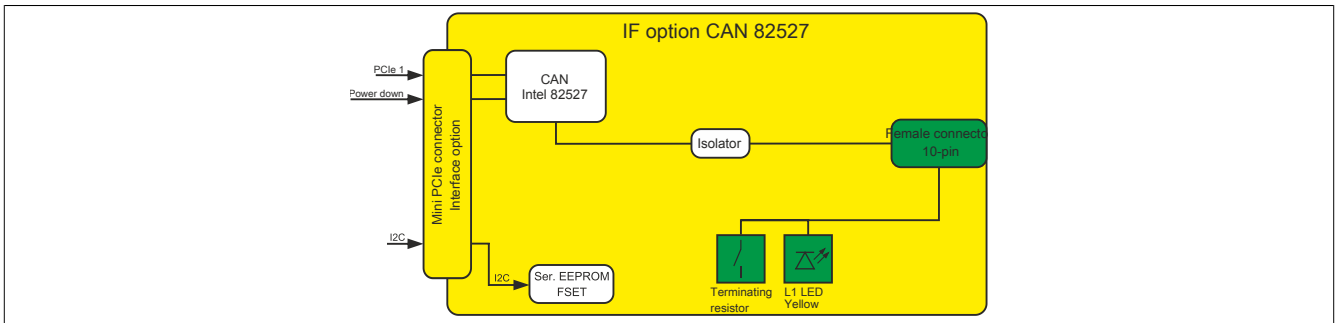 IF option CAN 82527
PCIe 1
Power down
I2C
Mini PCIe connector
Interface option
CAN
Intel 82527
Isolator
Female connecto
10-pin
I2C
Ser. EEPROM
FSET
Terminating
resistor
L1 LED
Yellow